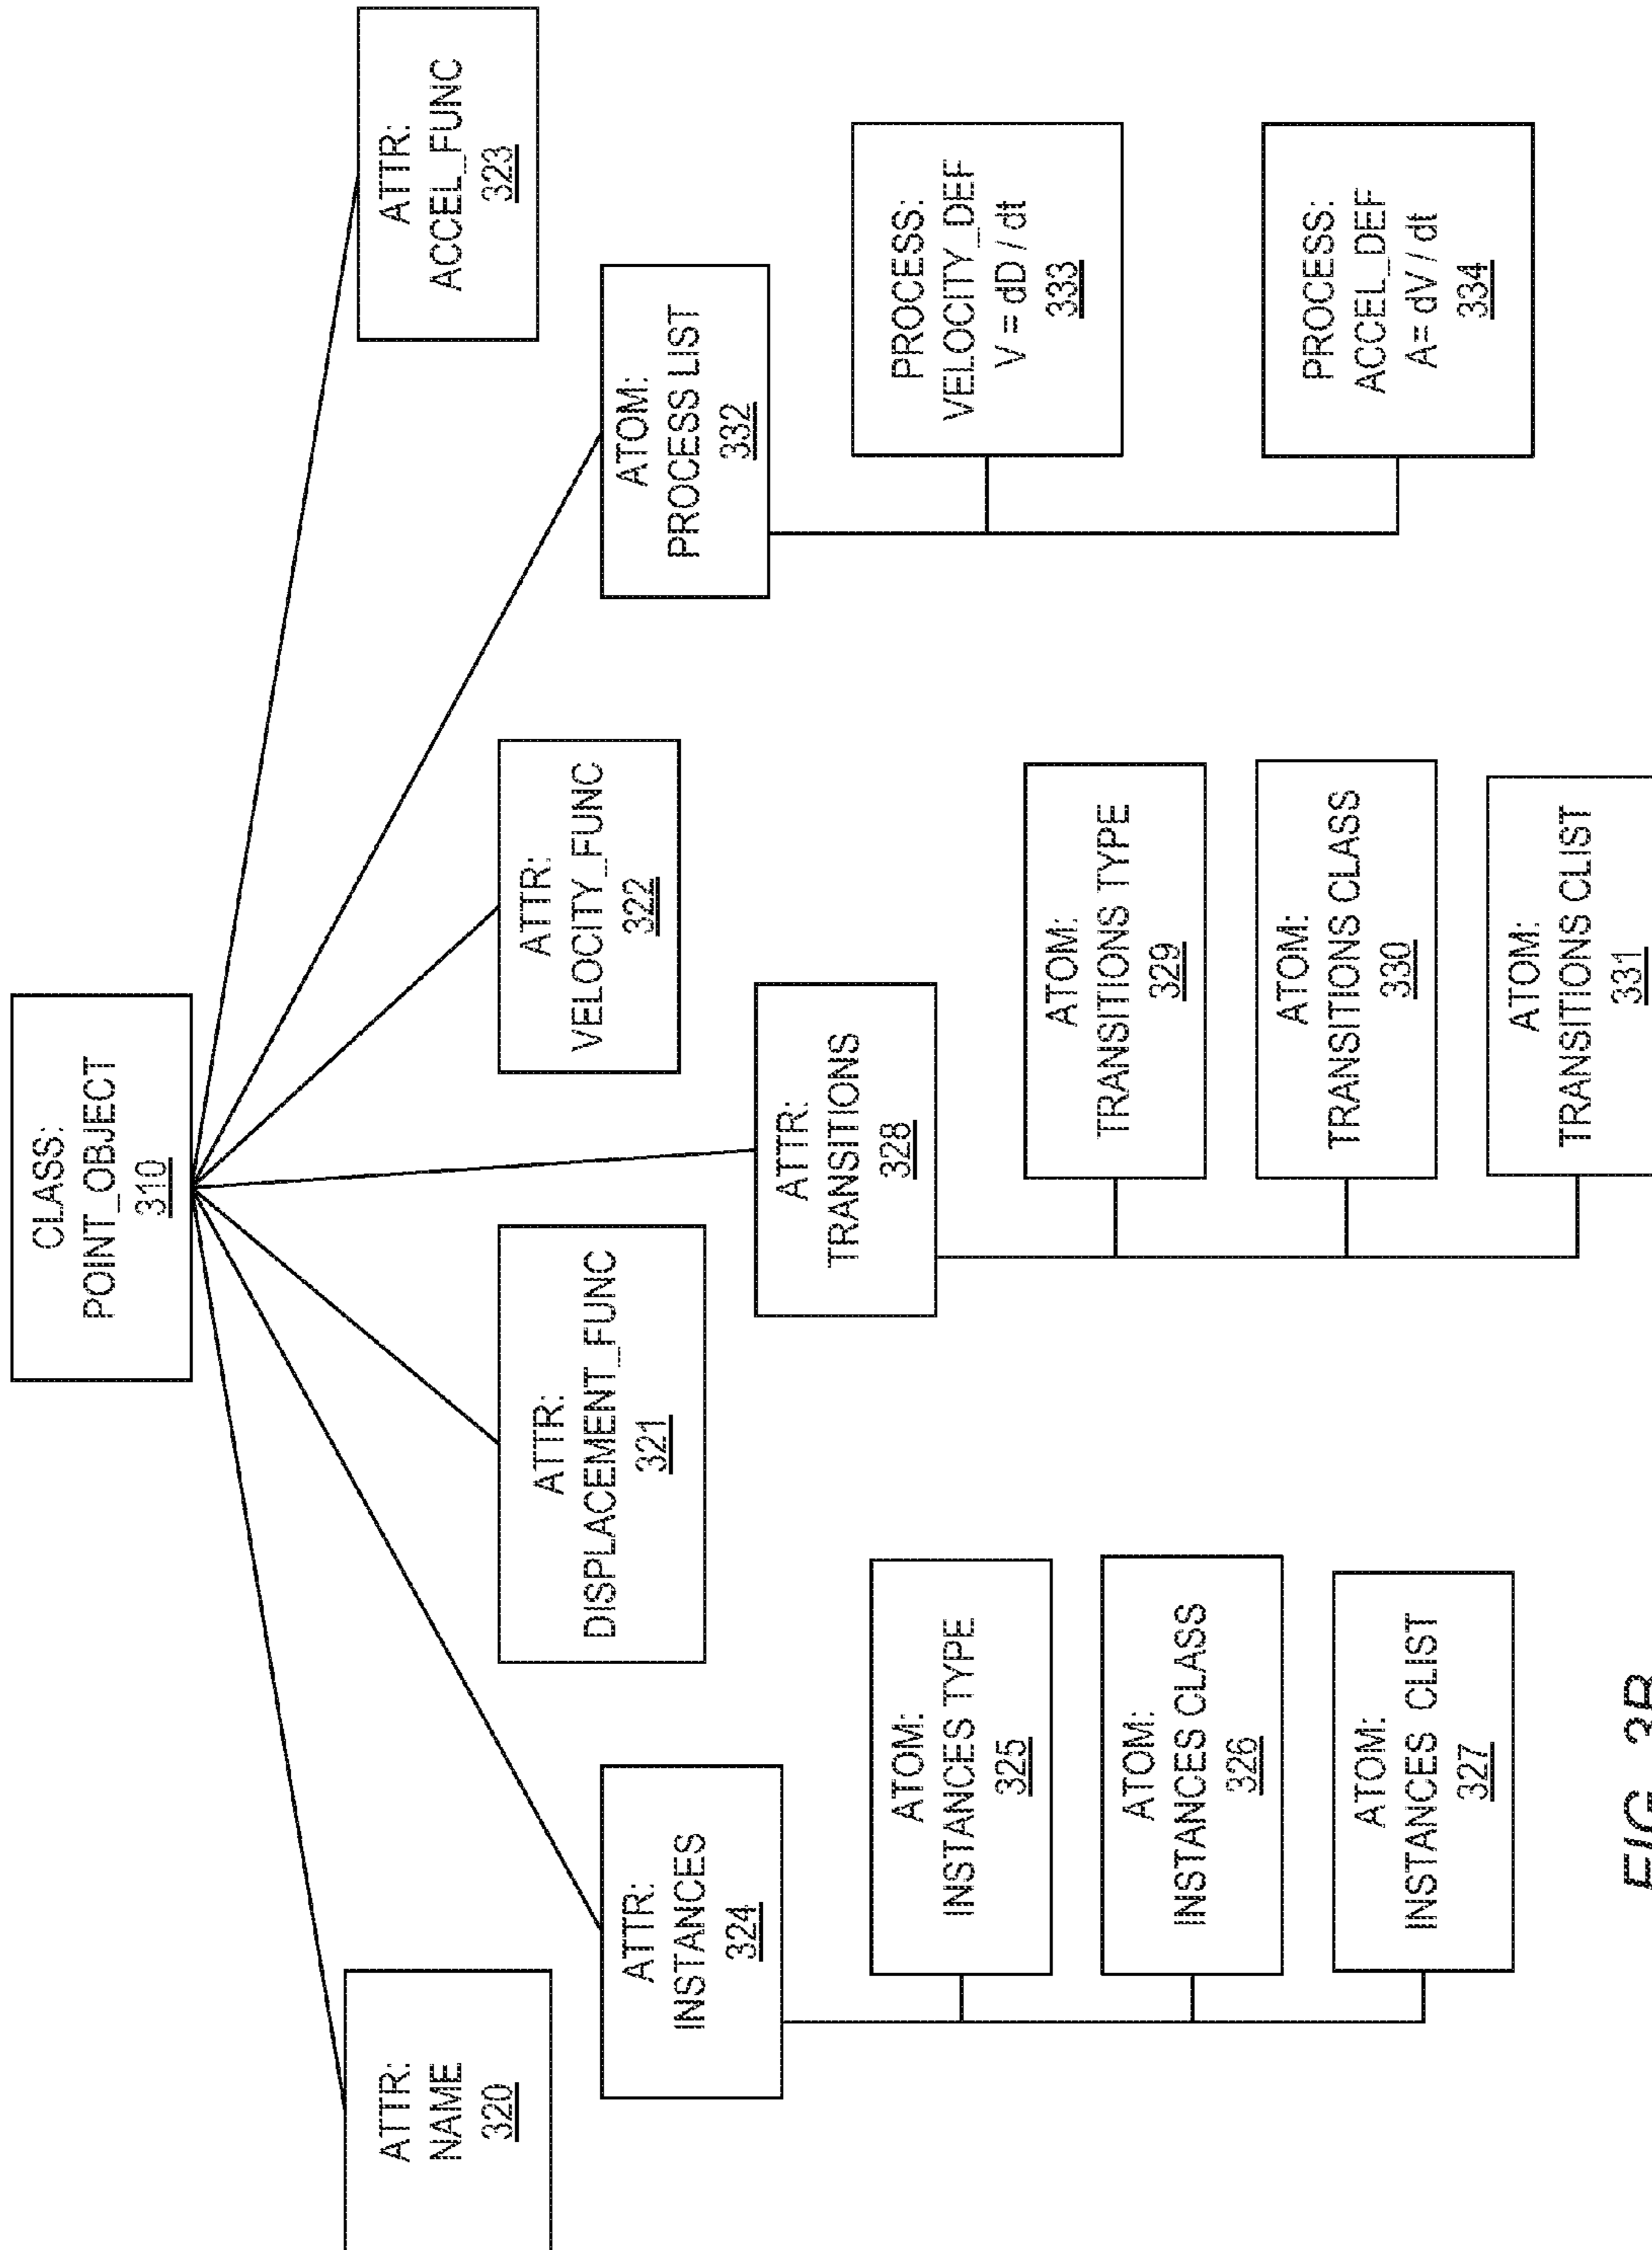 CLASS:
POINT_OBJECT
310
ATTR:
NAME
320
ATTR:
ACCEL_FUNC
323
ATTR:
DISPLACEMENT_FUNC
321
ATTR:
VELOCITY_FUNC
322
ATTR:
INSTANCES
324
ATOM:
PROCESS LIST
332
ATTR:
TRANSITIONS
328
ATOM:
INSTANCES TYPE
325
ATOM:
INSTANCES CLASS
326
ATOM:
INSTANCES CLIST
327
ATOM:
TRANSITIONS TYPE
329
ATOM:
TRANSITIONS CLASS
330
ATOM:
TRANSITIONS CLIST
331
PROCESS:
VELOCITY_DEF
V = dD / dt
333
PROCESS:
ACCEL_DEF
A= dV / dt
334
FIG. 3B